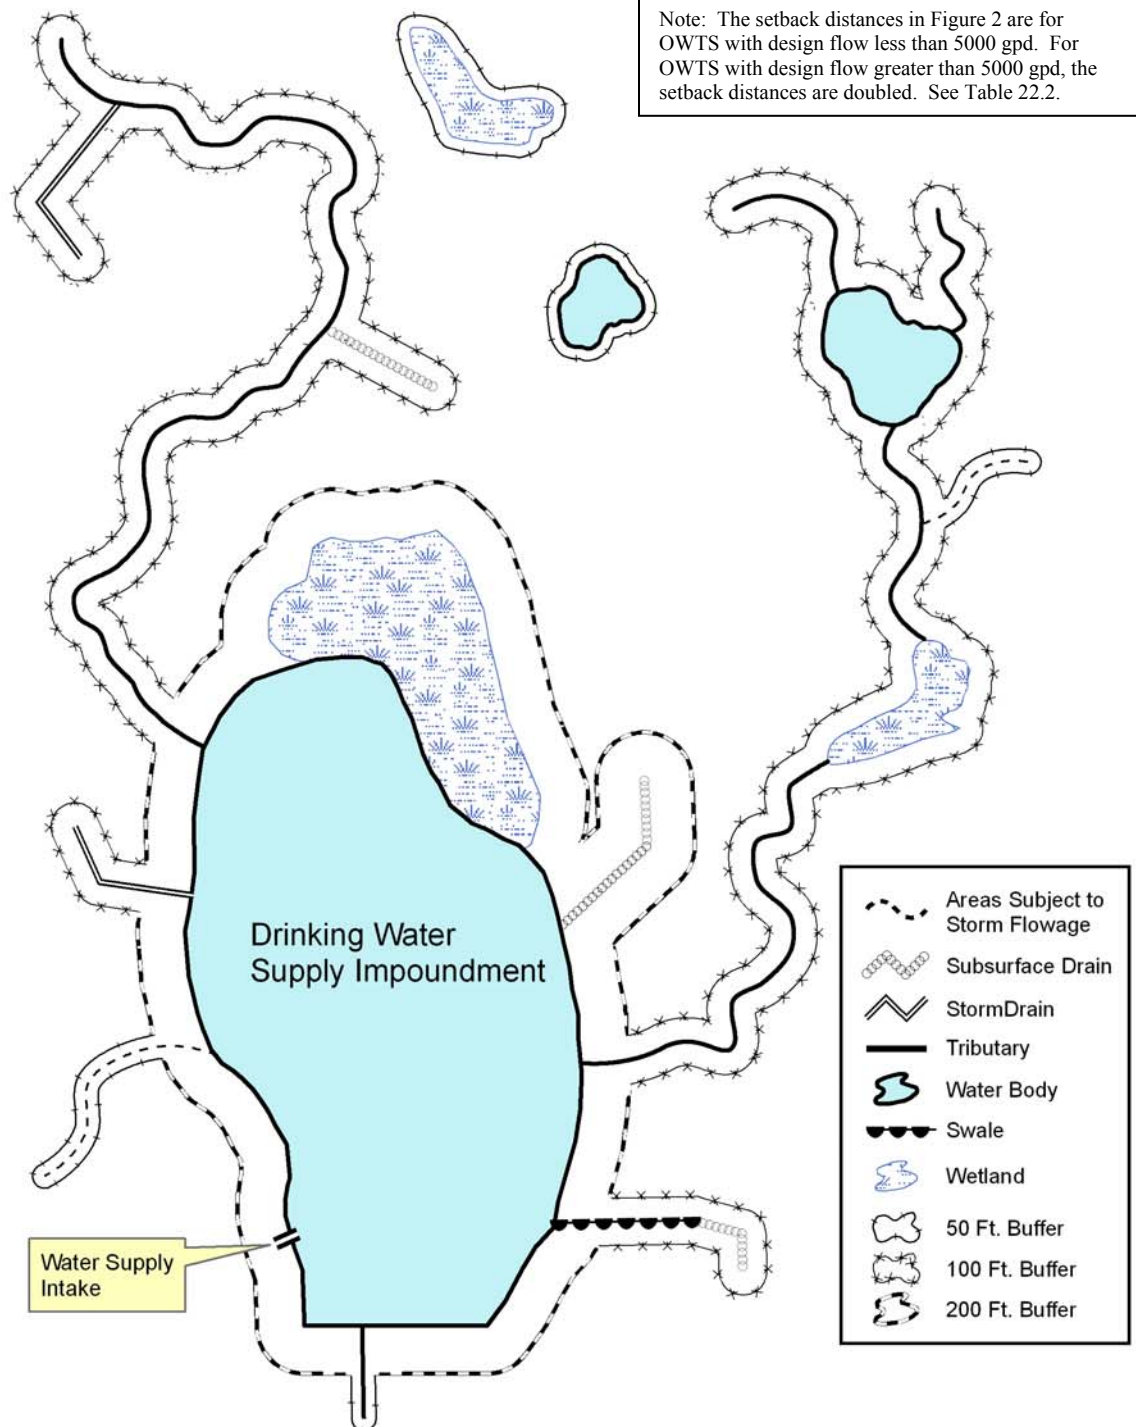 Note: The setback distances in Figure 2 are for
OWTS with design flow less than 5000 gpd. For
OWTS with design flow greater than 5000 gpd, the
setback distances are doubled. See Table 22.2.
Drinking Water
Supply Impoundment
Water Supply
Intake
Areas Subject to
Storm Flowage
Subsurface Drain
StormDrain
Tributary
Water Body
Swale
Wetland
50 Ft. Buffer
100 Ft. Buffer
200 Ft. Buffer